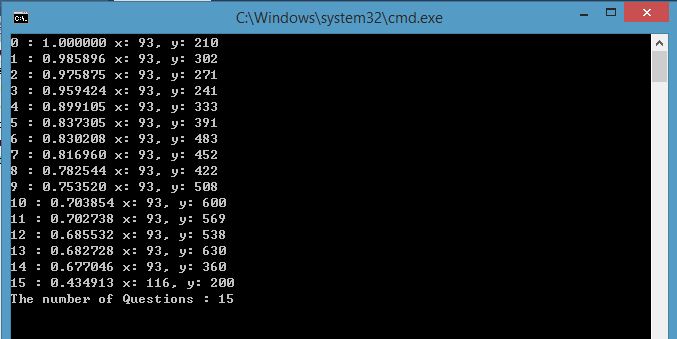 C:\Windows\system32\cmd.exe
0 : 1.000000 x: 93, y: 210
1 : 0.985896 x: 93, y: 302
2 : 0.975875 x: 93, y: 271
3 : 0.959424 x: 93, y: 241
4 : 0.899105 x: 93, y: 333
5 : 0.837305 x: 93, y: 391
6 : 0.830208 x: 93, y: 483
7 : 0.816960 x: 93, y: 452
8 : 0.782544 x: 93, y: 422
9 : 0.753520 x: 93, y: 508
10 : 0.703854 x: 93, y: 600
11 : 0.702738 x: 93, y: 569
12 : 0.685532 x: 93, y: 538
13 : 0.682728 x: 93, y: 630
14 : 0.677046 x: 93, y: 360
15 : 0.434913 x: 116, y: 200
The number of Questions : 15